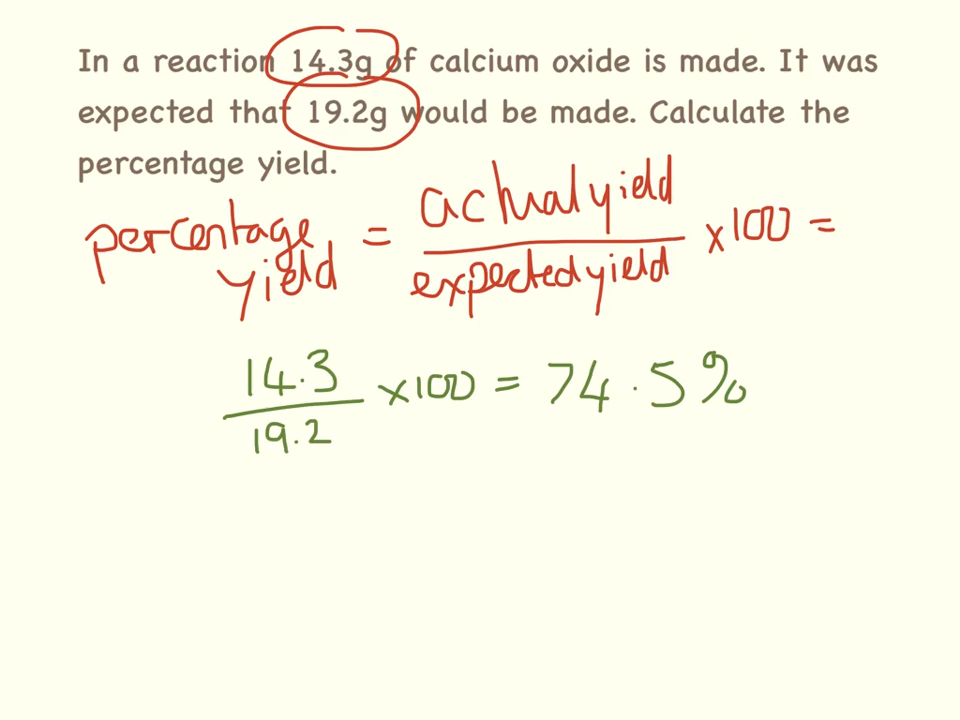 In a reaction 14.3g of calcium oxide is made. It was
expected that 19.2g would be made. Calculate the
percentage yield.
percentage yield = actual yield / expected yield x100 =
14.3 / 19.2 x100 = 74.5%